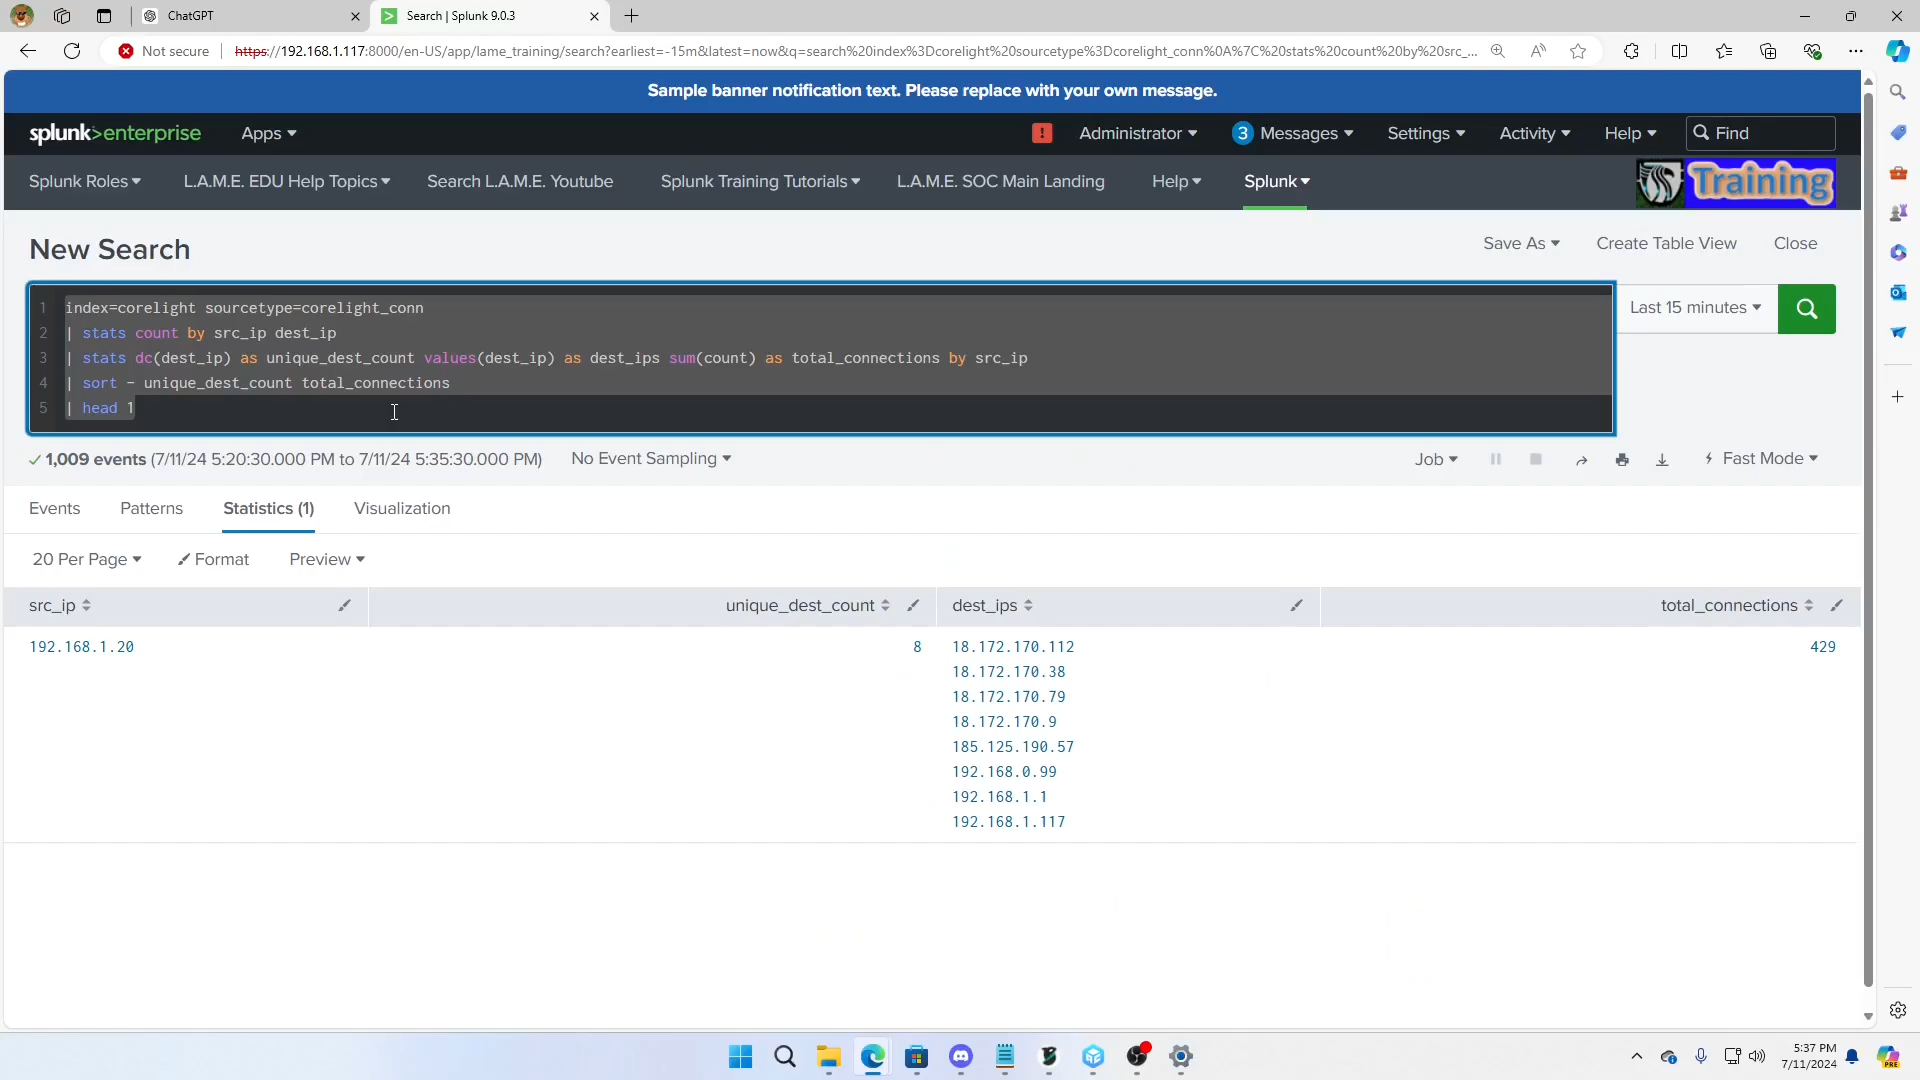 ChatGPT
Search | Splunk 9.0.3
Not secure
https://192.168.1.117:8000/en-US/app/lame_training/search?earliest=-15m&latest=now&q=search%20index%3Dcorelight%20sourcetype%3Dcorelight_conn%0A%7C%20stats%20count%20by%20src_ip...
Sample banner notification text. Please replace with your own message.
splunk>enterprise
Apps
!
Administrator
3 Messages
Settings
Activity
Help
Find
Splunk Roles
L.A.M.E. EDU Help Topics
Search L.A.M.E. Youtube
Splunk Training Tutorials
L.A.M.E. SOC Main Landing
Help
Splunk
Training
New Search
Save As
Create Table View
Close
1 index=corelight sourcetype=corelight_conn
2 | stats count by src_ip dest_ip
3 | stats dc(dest_ip) as unique_dest_count values(dest_ip) as dest_ips sum(count) as total_connections by src_ip
4 | sort - unique_dest_count total_connections
5 | head 1
Last 15 minutes
1,009 events (7/11/24 5:20:30.000 PM to 7/11/24 5:35:30.000 PM)
No Event Sampling
Job
Fast Mode
Events
Patterns
Statistics (1)
Visualization
20 Per Page
Format
Preview
src_ip
unique_dest_count
dest_ips
total_connections
192.168.1.20
8
18.172.170.112
429
18.172.170.38
18.172.170.79
18.172.170.9
185.125.190.57
192.168.0.99
192.168.1.1
192.168.1.117
5:37 PM
7/11/2024
PRE